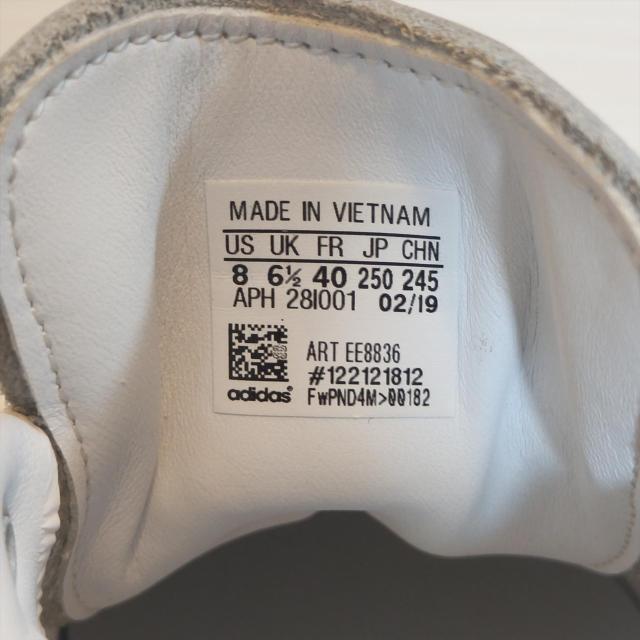 MADE IN VIETNAM
US UK FR JP CHN
8 6½ 40 250 245
APH 28I001 02/19
ART EE8836
#122121812
adidas® FwPND4M>00182